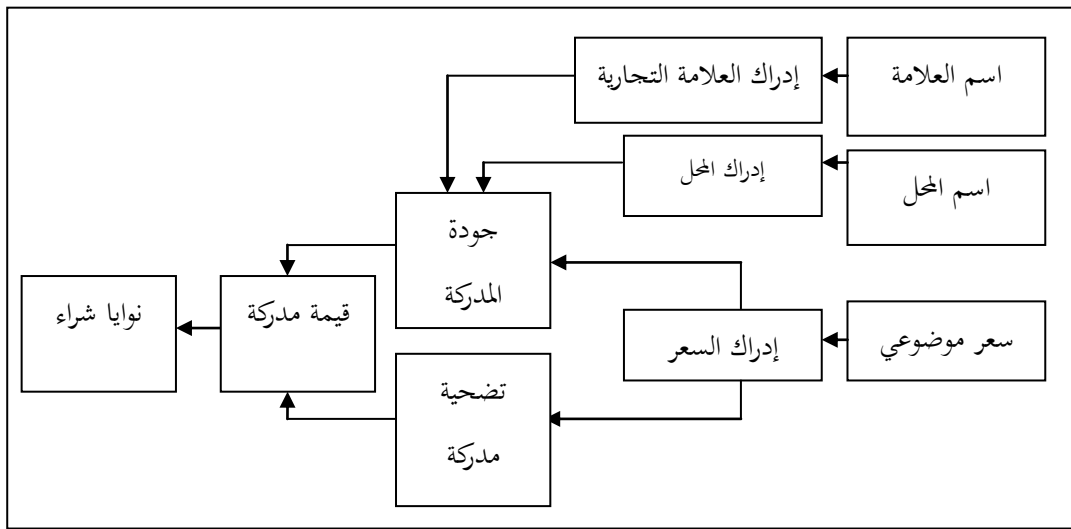 اسم العلامة
إدراك العلامة التجارية
اسم المحل
إدراك المحل
جودة
المدركة
سعر موضوعي
إدراك السعر
قيمة مدركة
نوايا شراء
تضحية
مدركة